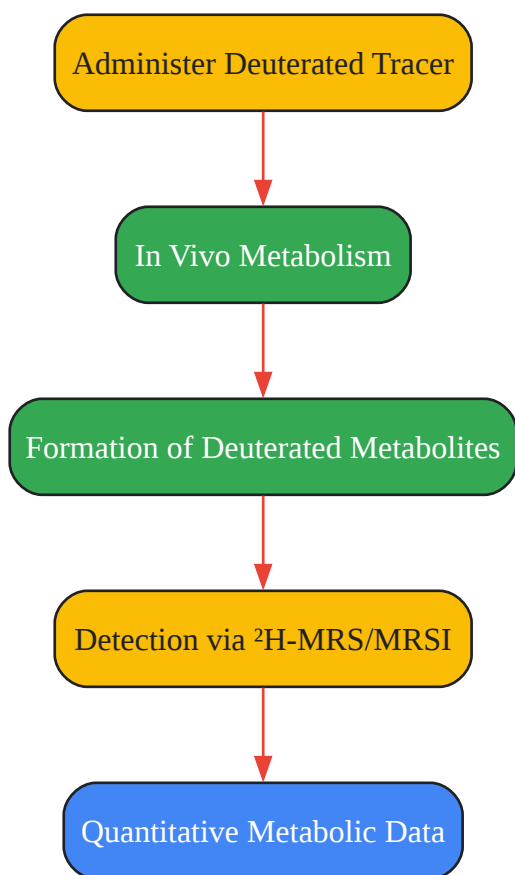 Administer Deuterated Tracer
In Vivo Metabolism
Formation of Deuterated Metabolites
Detection via ²H-MRS/MRSI
Quantitative Metabolic Data